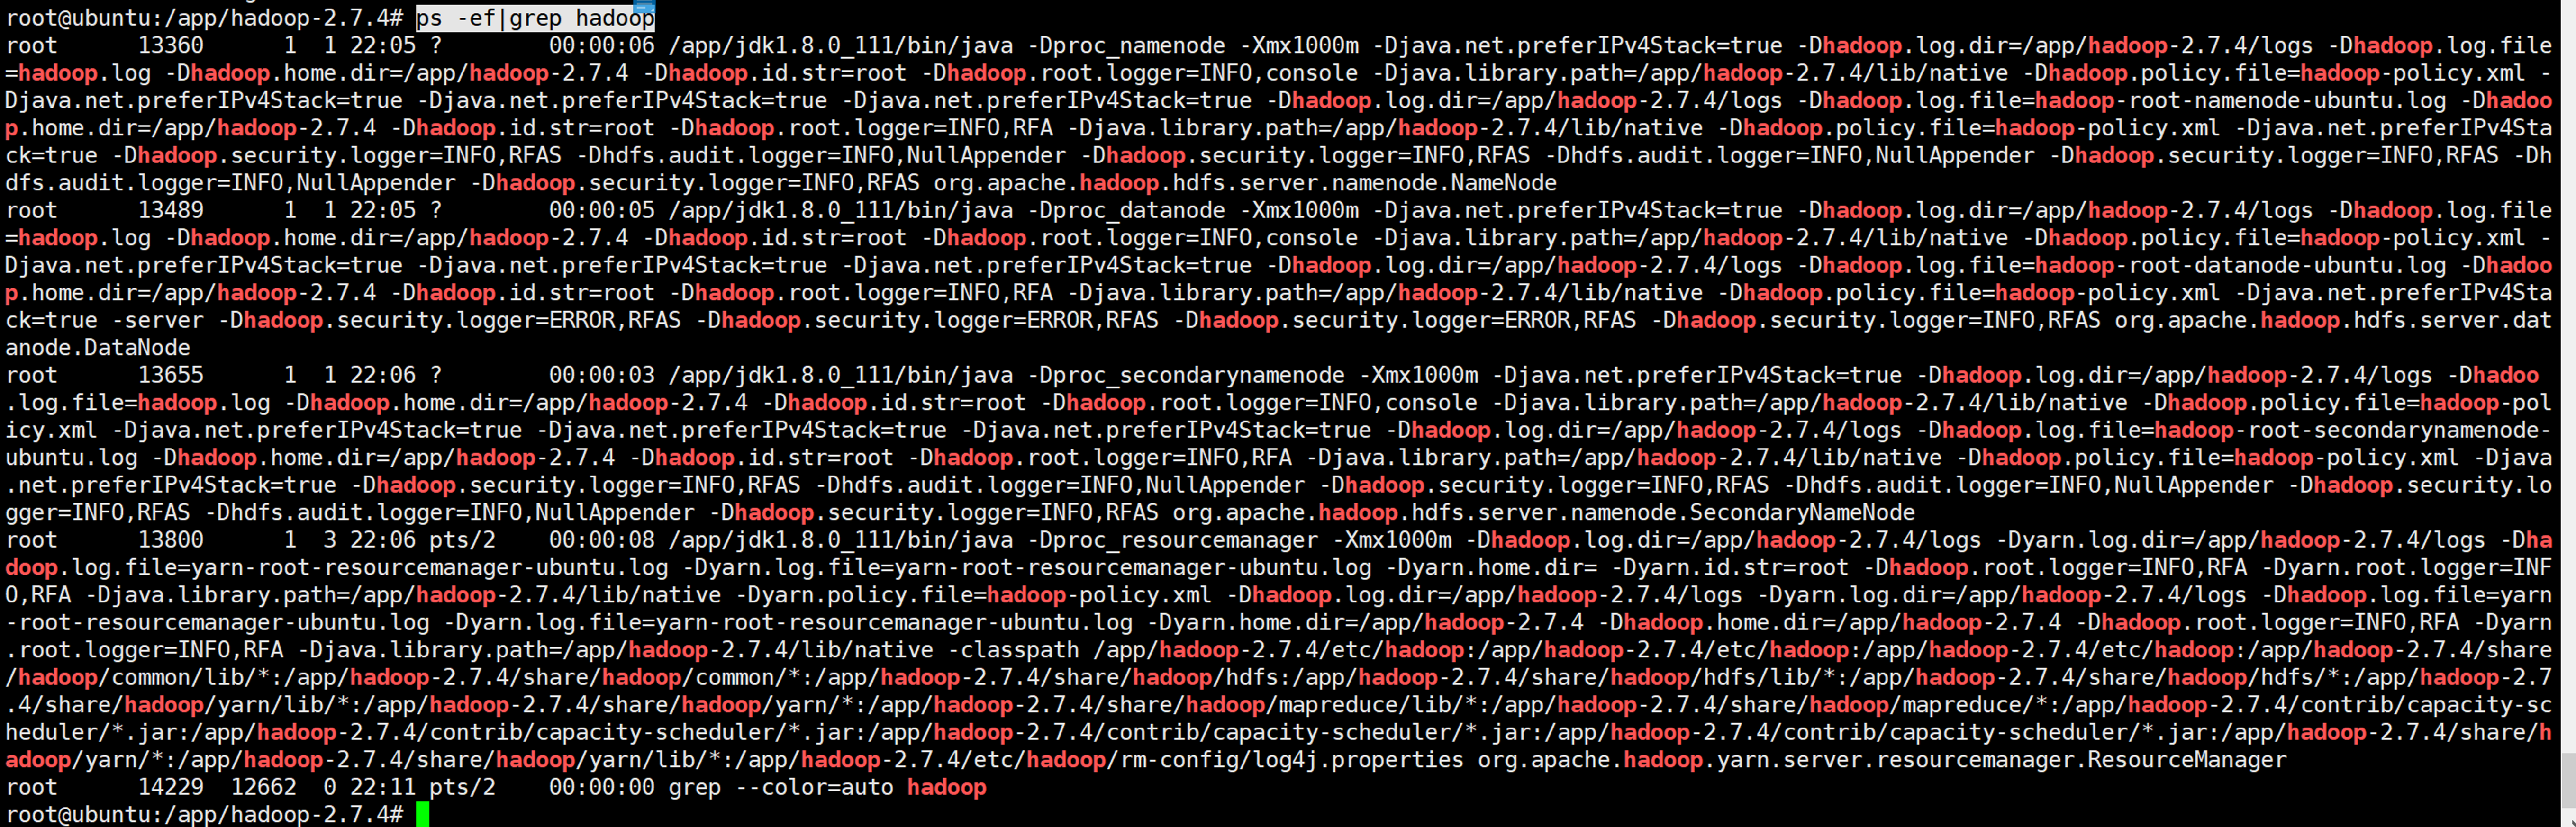 root@ubuntu:/app/hadoop-2.7.4# ps -ef|grep hadoop
root      13360      1  1 22:05 ?        00:00:06 /app/jdk1.8.0_111/bin/java -Dproc_namenode -Xmx1000m -Djava.net.preferIPv4Stack=true -Dhadoop.log.dir=/app/hadoop-2.7.4/logs -Dhadoop.log.file
=hadoop.log -Dhadoop.home.dir=/app/hadoop-2.7.4 -Dhadoop.id.str=root -Dhadoop.root.logger=INFO,console -Djava.library.path=/app/hadoop-2.7.4/lib/native -Dhadoop.policy.file=hadoop-policy.xml -
Djava.net.preferIPv4Stack=true -Djava.net.preferIPv4Stack=true -Djava.net.preferIPv4Stack=true -Dhadoop.log.dir=/app/hadoop-2.7.4/logs -Dhadoop.log.file=hadoop-root-namenode-ubuntu.log -Dhadoo
p.home.dir=/app/hadoop-2.7.4 -Dhadoop.id.str=root -Dhadoop.root.logger=INFO,RFA -Djava.library.path=/app/hadoop-2.7.4/lib/native -Dhadoop.policy.file=hadoop-policy.xml -Djava.net.preferIPv4Sta
ck=true -Dhadoop.security.logger=INFO,RFAS -Dhdfs.audit.logger=INFO,NullAppender -Dhadoop.security.logger=INFO,RFAS -Dhdfs.audit.logger=INFO,NullAppender -Dhadoop.security.logger=INFO,RFAS -Dh
dfs.audit.logger=INFO,NullAppender -Dhadoop.security.logger=INFO,RFAS org.apache.hadoop.hdfs.server.namenode.NameNode
root      13489      1  1 22:05 ?        00:00:05 /app/jdk1.8.0_111/bin/java -Dproc_datanode -Xmx1000m -Djava.net.preferIPv4Stack=true -Dhadoop.log.dir=/app/hadoop-2.7.4/logs -Dhadoop.log.file
=hadoop.log -Dhadoop.home.dir=/app/hadoop-2.7.4 -Dhadoop.id.str=root -Dhadoop.root.logger=INFO,console -Djava.library.path=/app/hadoop-2.7.4/lib/native -Dhadoop.policy.file=hadoop-policy.xml -
Djava.net.preferIPv4Stack=true -Djava.net.preferIPv4Stack=true -Djava.net.preferIPv4Stack=true -Dhadoop.log.dir=/app/hadoop-2.7.4/logs -Dhadoop.log.file=hadoop-root-datanode-ubuntu.log -Dhadoo
p.home.dir=/app/hadoop-2.7.4 -Dhadoop.id.str=root -Dhadoop.root.logger=INFO,RFA -Djava.library.path=/app/hadoop-2.7.4/lib/native -Dhadoop.policy.file=hadoop-policy.xml -Djava.net.preferIPv4Sta
ck=true -server -Dhadoop.security.logger=ERROR,RFAS -Dhadoop.security.logger=ERROR,RFAS -Dhadoop.security.logger=ERROR,RFAS -Dhadoop.security.logger=INFO,RFAS org.apache.hadoop.hdfs.server.dat
anode.DataNode
root      13655      1  1 22:06 ?        00:00:03 /app/jdk1.8.0_111/bin/java -Dproc_secondarynamenode -Xmx1000m -Djava.net.preferIPv4Stack=true -Dhadoop.log.dir=/app/hadoop-2.7.4/logs -Dhadoo
.log.file=hadoop.log -Dhadoop.home.dir=/app/hadoop-2.7.4 -Dhadoop.id.str=root -Dhadoop.root.logger=INFO,console -Djava.library.path=/app/hadoop-2.7.4/lib/native -Dhadoop.policy.file=hadoop-pol
icy.xml -Djava.net.preferIPv4Stack=true -Djava.net.preferIPv4Stack=true -Djava.net.preferIPv4Stack=true -Dhadoop.log.dir=/app/hadoop-2.7.4/logs -Dhadoop.log.file=hadoop-root-secondarynamenode-
ubuntu.log -Dhadoop.home.dir=/app/hadoop-2.7.4 -Dhadoop.id.str=root -Dhadoop.root.logger=INFO,RFA -Djava.library.path=/app/hadoop-2.7.4/lib/native -Dhadoop.policy.file=hadoop-policy.xml -Djava
.net.preferIPv4Stack=true -Dhadoop.security.logger=INFO,RFAS -Dhdfs.audit.logger=INFO,NullAppender -Dhadoop.security.logger=INFO,RFAS -Dhdfs.audit.logger=INFO,NullAppender -Dhadoop.security.lo
gger=INFO,RFAS -Dhdfs.audit.logger=INFO,NullAppender -Dhadoop.security.logger=INFO,RFAS org.apache.hadoop.hdfs.server.namenode.SecondaryNameNode
root      13800      1  3 22:06 pts/2    00:00:08 /app/jdk1.8.0_111/bin/java -Dproc_resourcemanager -Xmx1000m -Dhadoop.log.dir=/app/hadoop-2.7.4/logs -Dyarn.log.dir=/app/hadoop-2.7.4/logs -Dha
doop.log.file=yarn-root-resourcemanager-ubuntu.log -Dyarn.log.file=yarn-root-resourcemanager-ubuntu.log -Dyarn.home.dir= -Dyarn.id.str=root -Dhadoop.root.logger=INFO,RFA -Dyarn.root.logger=INF
O,RFA -Djava.library.path=/app/hadoop-2.7.4/lib/native -Dyarn.policy.file=hadoop-policy.xml -Dhadoop.log.dir=/app/hadoop-2.7.4/logs -Dyarn.log.dir=/app/hadoop-2.7.4/logs -Dhadoop.log.file=yarn
-root-resourcemanager-ubuntu.log -Dyarn.log.file=yarn-root-resourcemanager-ubuntu.log -Dyarn.home.dir=/app/hadoop-2.7.4 -Dhadoop.home.dir=/app/hadoop-2.7.4 -Dhadoop.root.logger=INFO,RFA -Dyarn
.root.logger=INFO,RFA -Djava.library.path=/app/hadoop-2.7.4/lib/native -classpath /app/hadoop-2.7.4/etc/hadoop:/app/hadoop-2.7.4/etc/hadoop:/app/hadoop-2.7.4/etc/hadoop:/app/hadoop-2.7.4/share
/hadoop/common/lib/*:/app/hadoop-2.7.4/share/hadoop/common/*:/app/hadoop-2.7.4/share/hadoop/hdfs:/app/hadoop-2.7.4/share/hadoop/hdfs/lib/*:/app/hadoop-2.7.4/share/hadoop/hdfs/*:/app/hadoop-2.7
.4/share/hadoop/yarn/lib/*:/app/hadoop-2.7.4/share/hadoop/yarn/*:/app/hadoop-2.7.4/share/hadoop/mapreduce/lib/*:/app/hadoop-2.7.4/share/hadoop/mapreduce/*:/app/hadoop-2.7.4/contrib/capacity-sc
heduler/*.jar:/app/hadoop-2.7.4/contrib/capacity-scheduler/*.jar:/app/hadoop-2.7.4/contrib/capacity-scheduler/*.jar:/app/hadoop-2.7.4/contrib/capacity-scheduler/*.jar:/app/hadoop-2.7.4/share/h
adoop/yarn/*:/app/hadoop-2.7.4/share/hadoop/yarn/lib/*:/app/hadoop-2.7.4/etc/hadoop/rm-config/log4j.properties org.apache.hadoop.yarn.server.resourcemanager.ResourceManager
root      14229  12662  0 22:11 pts/2    00:00:00 grep --color=auto hadoop
root@ubuntu:/app/hadoop-2.7.4#